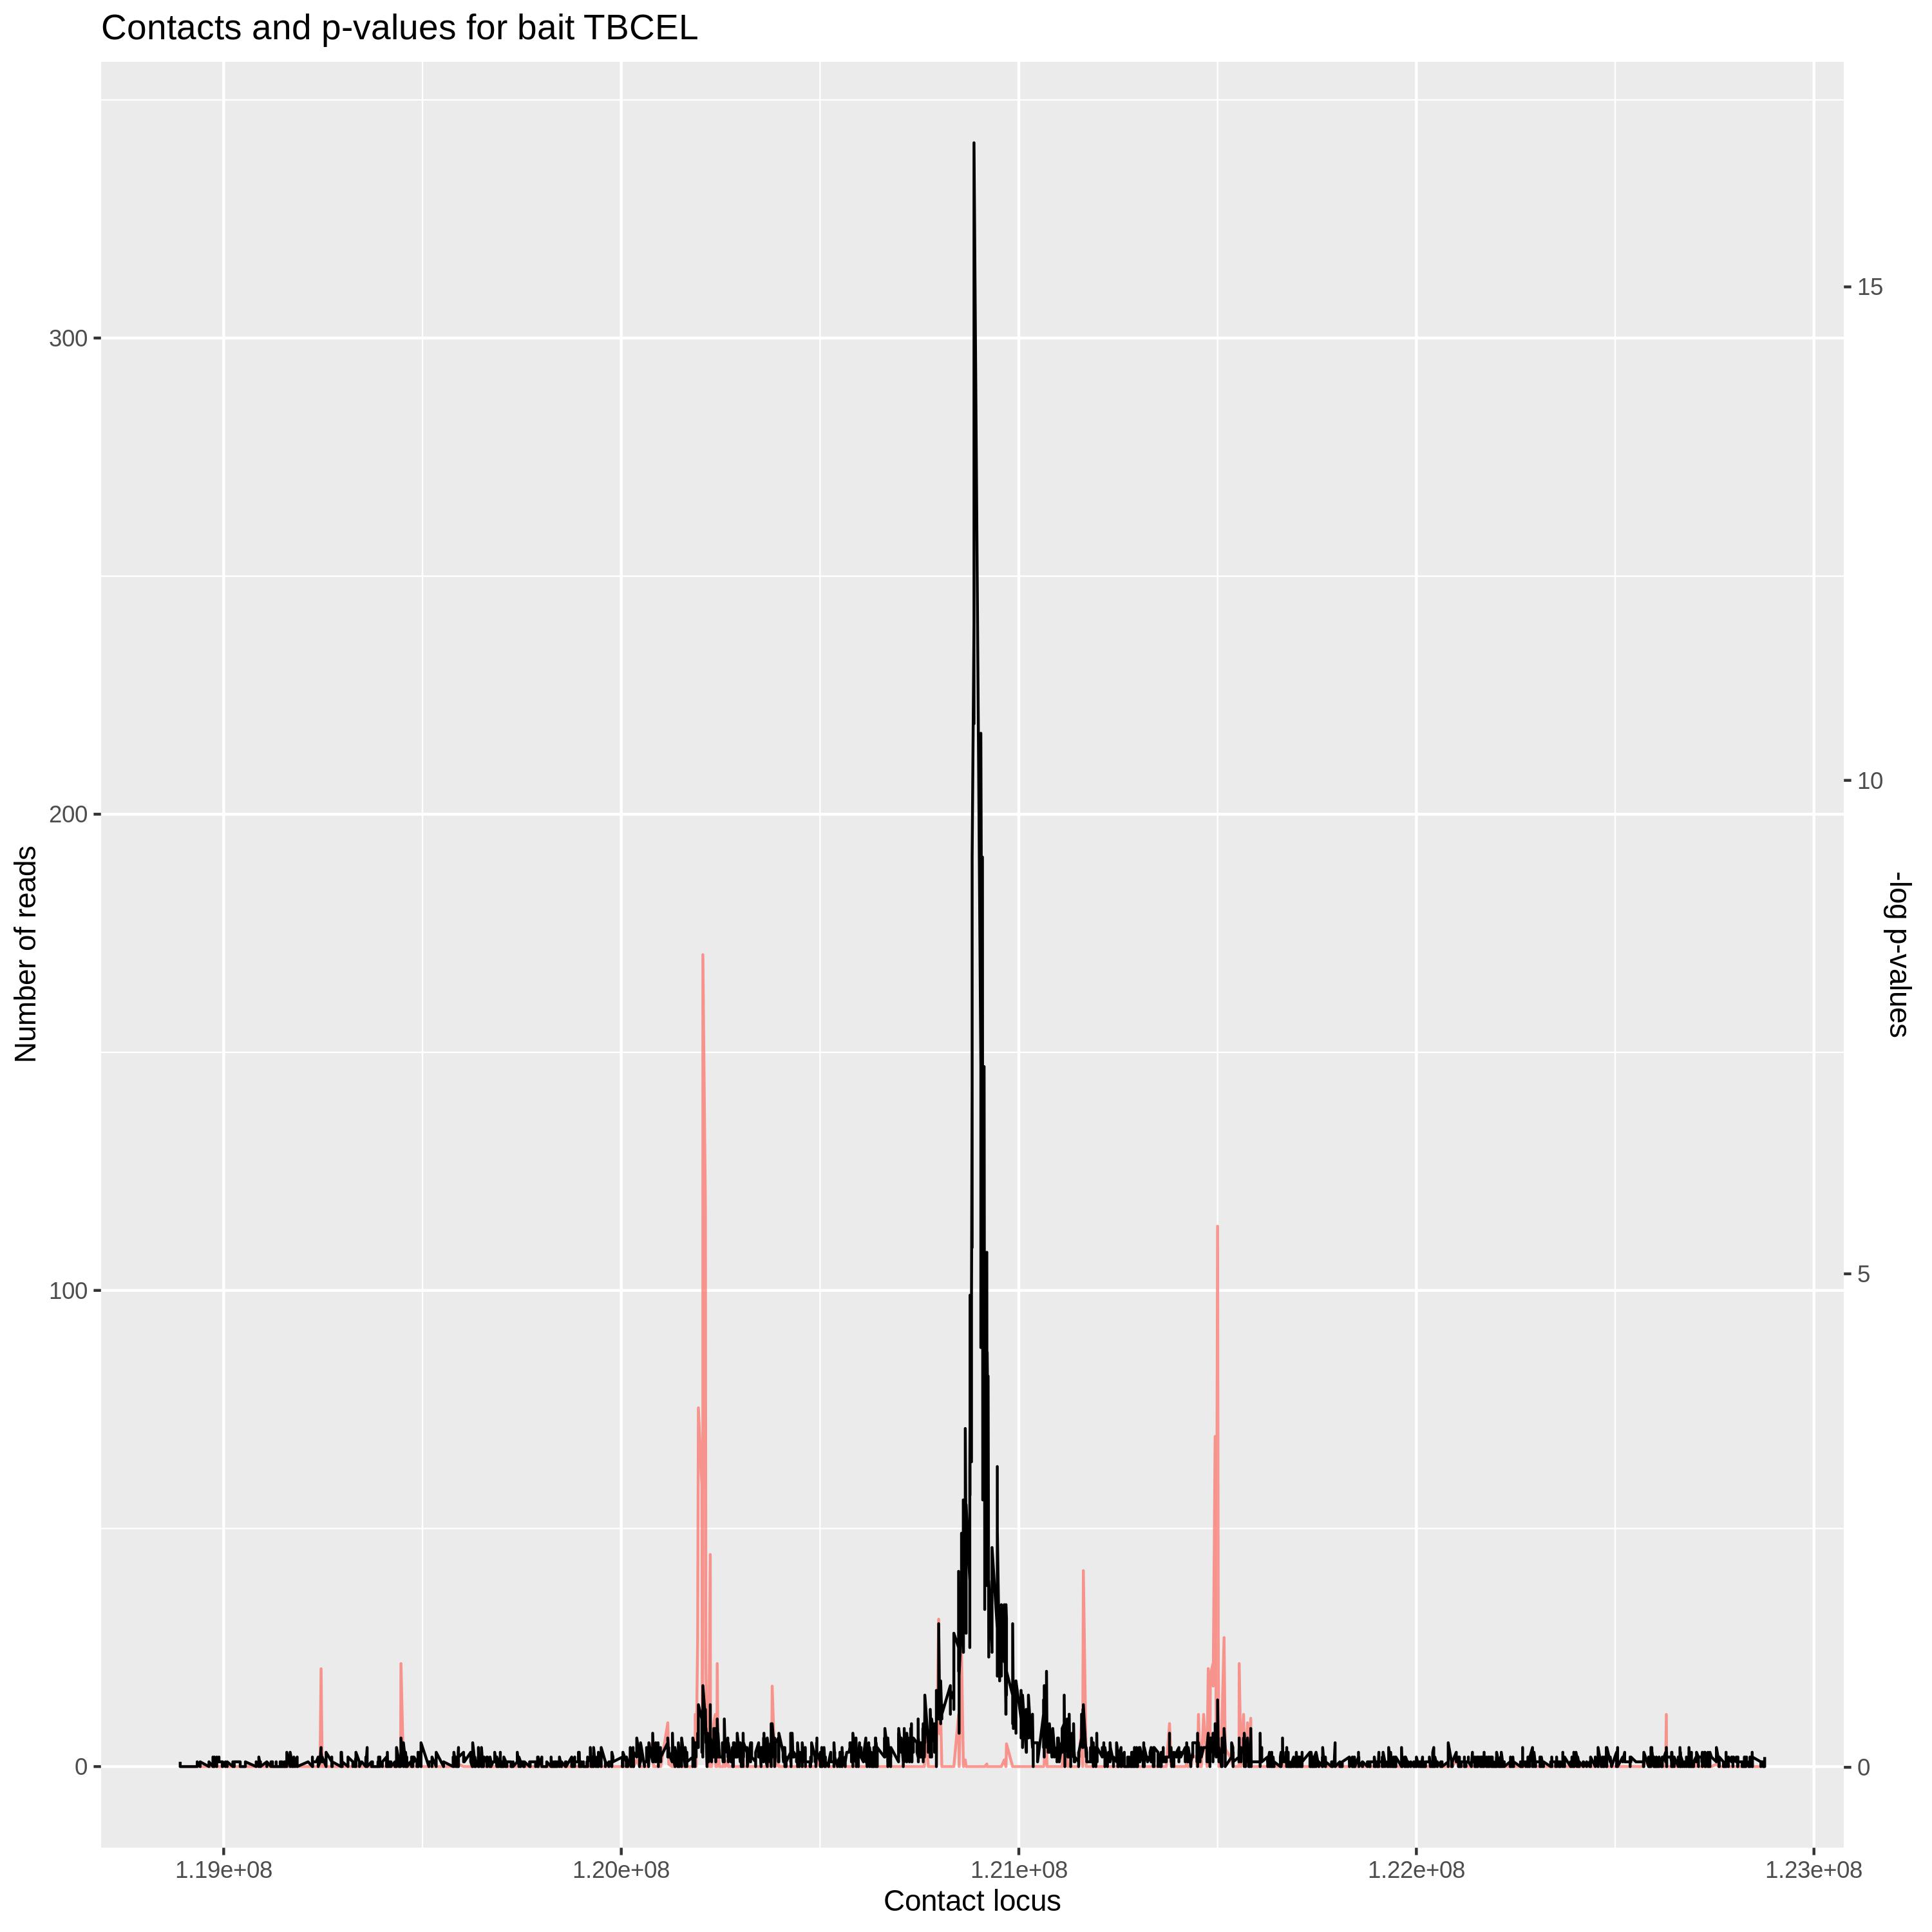 Contacts and p-values for bait TBCEL
Number of reads
300
200
100
0
15
10
5
0
-log p-values
1.19e+08
1.20e+08
1.21e+08
1.22e+08
1.23e+08
Contact locus